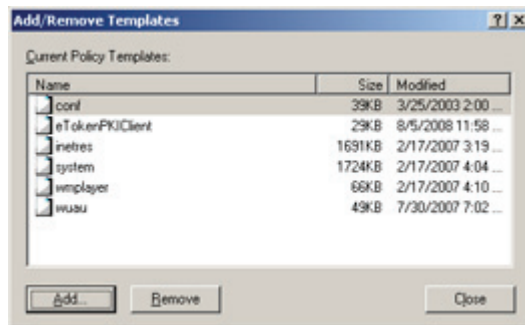 Add/Remove Templates
Current Policy Templates:
Name Size Modified
conf 39KB 3/25/2003 2:00 ...
eTokenPKIClient 29KB 8/5/2008 11:58 ...
inetres 1691KB 2/17/2007 3:19 ...
system 1724KB 2/17/2007 4:04 ...
wmplayer 66KB 2/17/2007 4:10 ...
wuau 49KB 7/30/2007 7:02 ...
Add... Remove Close